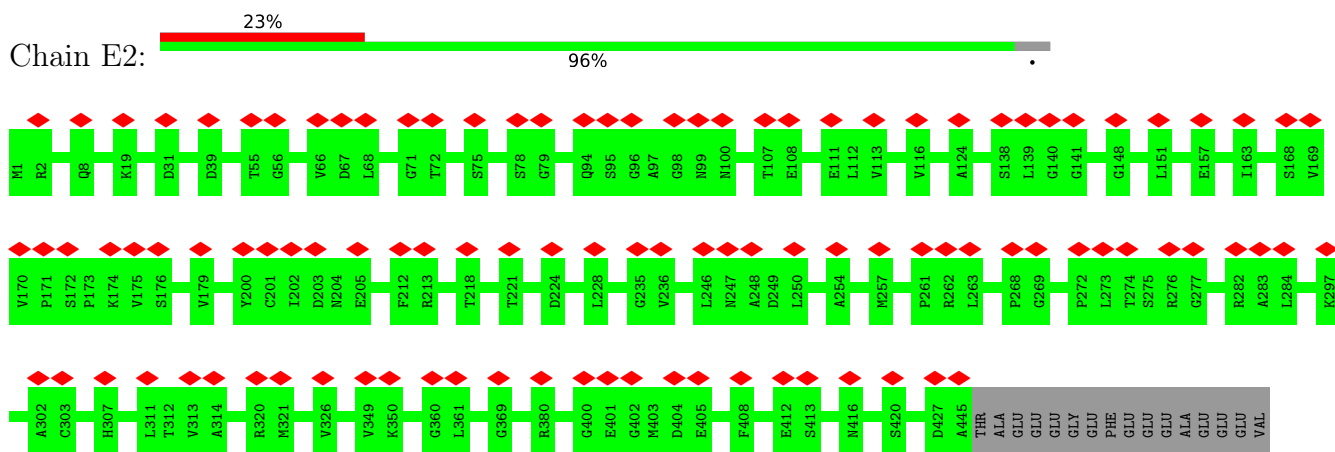 23%
Chain E2:
96%
.
M1 R2 Q8 K19 D31 D39 T55 G56 V66 D67 L68 G71 T72 S75 S78 G79 Q94 S95 G96 A97 G98 N99 N100 T107 E108 E111 L112 V113 V116 A124 S138 L139 G140 G141 G148 L151 E157 I163 S168 V169
V170 P171 S172 P173 K174 V175 S176 V179 Y200 C201 I202 D203 N204 E205 F212 R213 T218 T221 D224 L228 G235 V236 L246 N247 A248 D249 L250 A254 M257 P261 R262 L263 P268 G269 P272 L273 T274 S275 R276 G277 R282 A283 L284 K297
A302 C303 H307 L311 T312 V313 A314 R320 M321 V326 V349 K350 G360 L361 G369 R380 G400 E401 G402 M403 D404 E405 F408 E412 S413 N416 S420 D427 A445 THR ALA GLU GLU GLU GLY GLU PHE GLU GLU GLU ALA GLU GLU GLU VAL